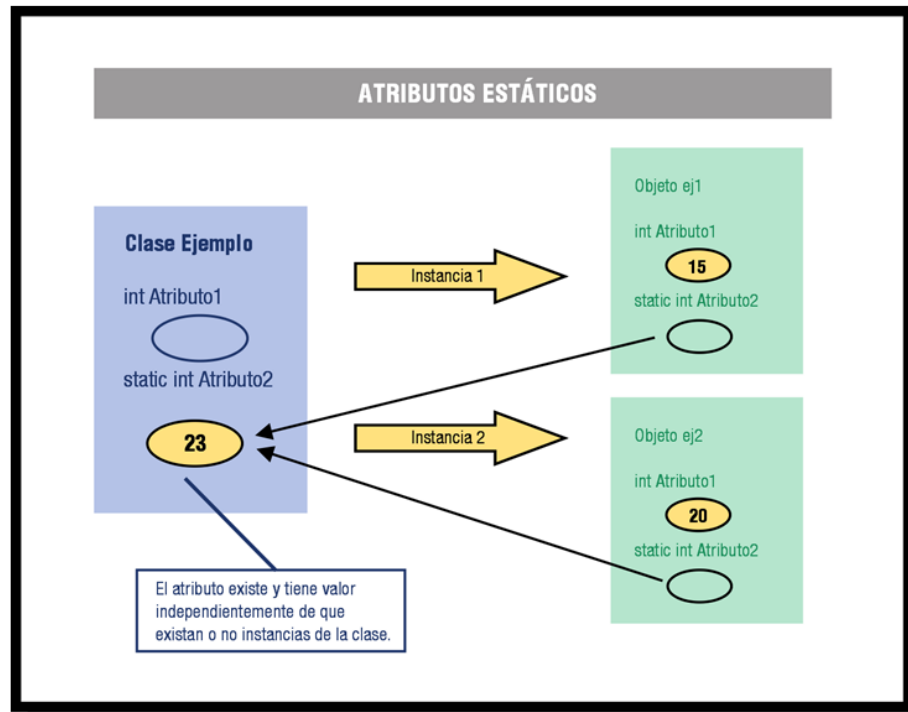 ATRIBUTOS ESTÁTICOS
Clase Ejemplo
int Atributo1
static int Atributo2
23
El atributo existe y tiene valor
independientemente de que
existan o no instancias de la clase.
Instancia 1
Instancia 2
Objeto ej1
int Atributo1
15
static int Atributo2
Objeto ej2
int Atributo1
20
static int Atributo2